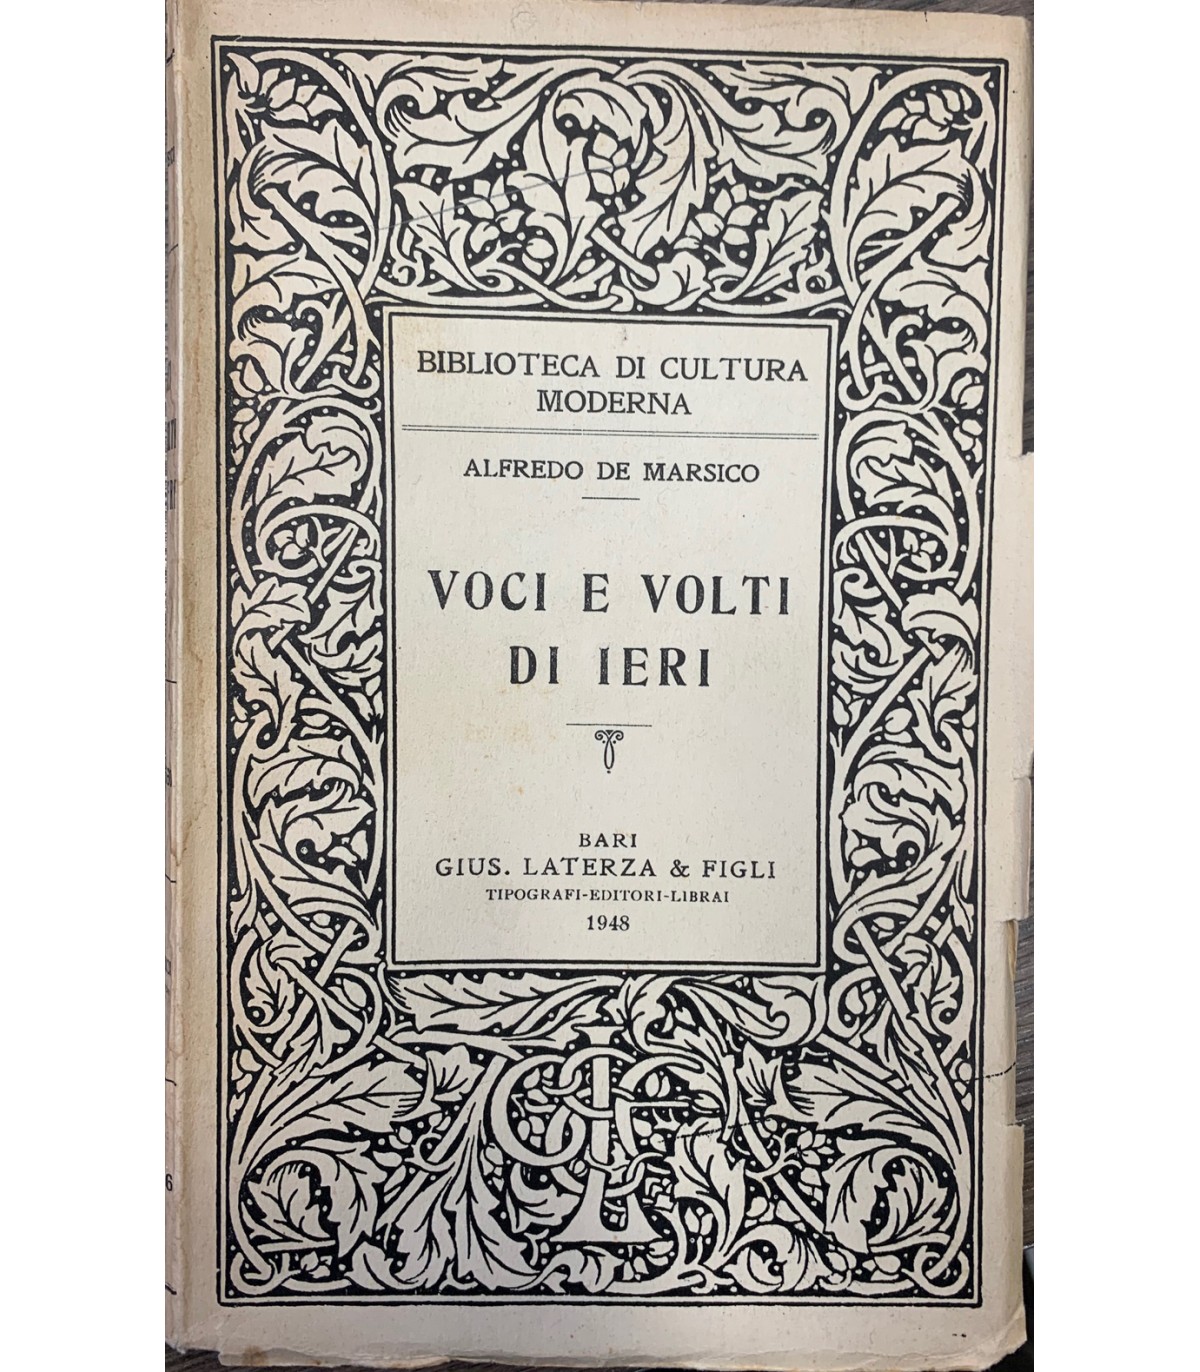 BIBLIOTECA DI CULTURA
MODERNA
ALFREDO DE MARSICO
VOCI E VOLTI
DI IERI
BARI
GIUS. LATERZA & FIGLI
TIPOGRAFI-EDITORI-LIBRAI
1948